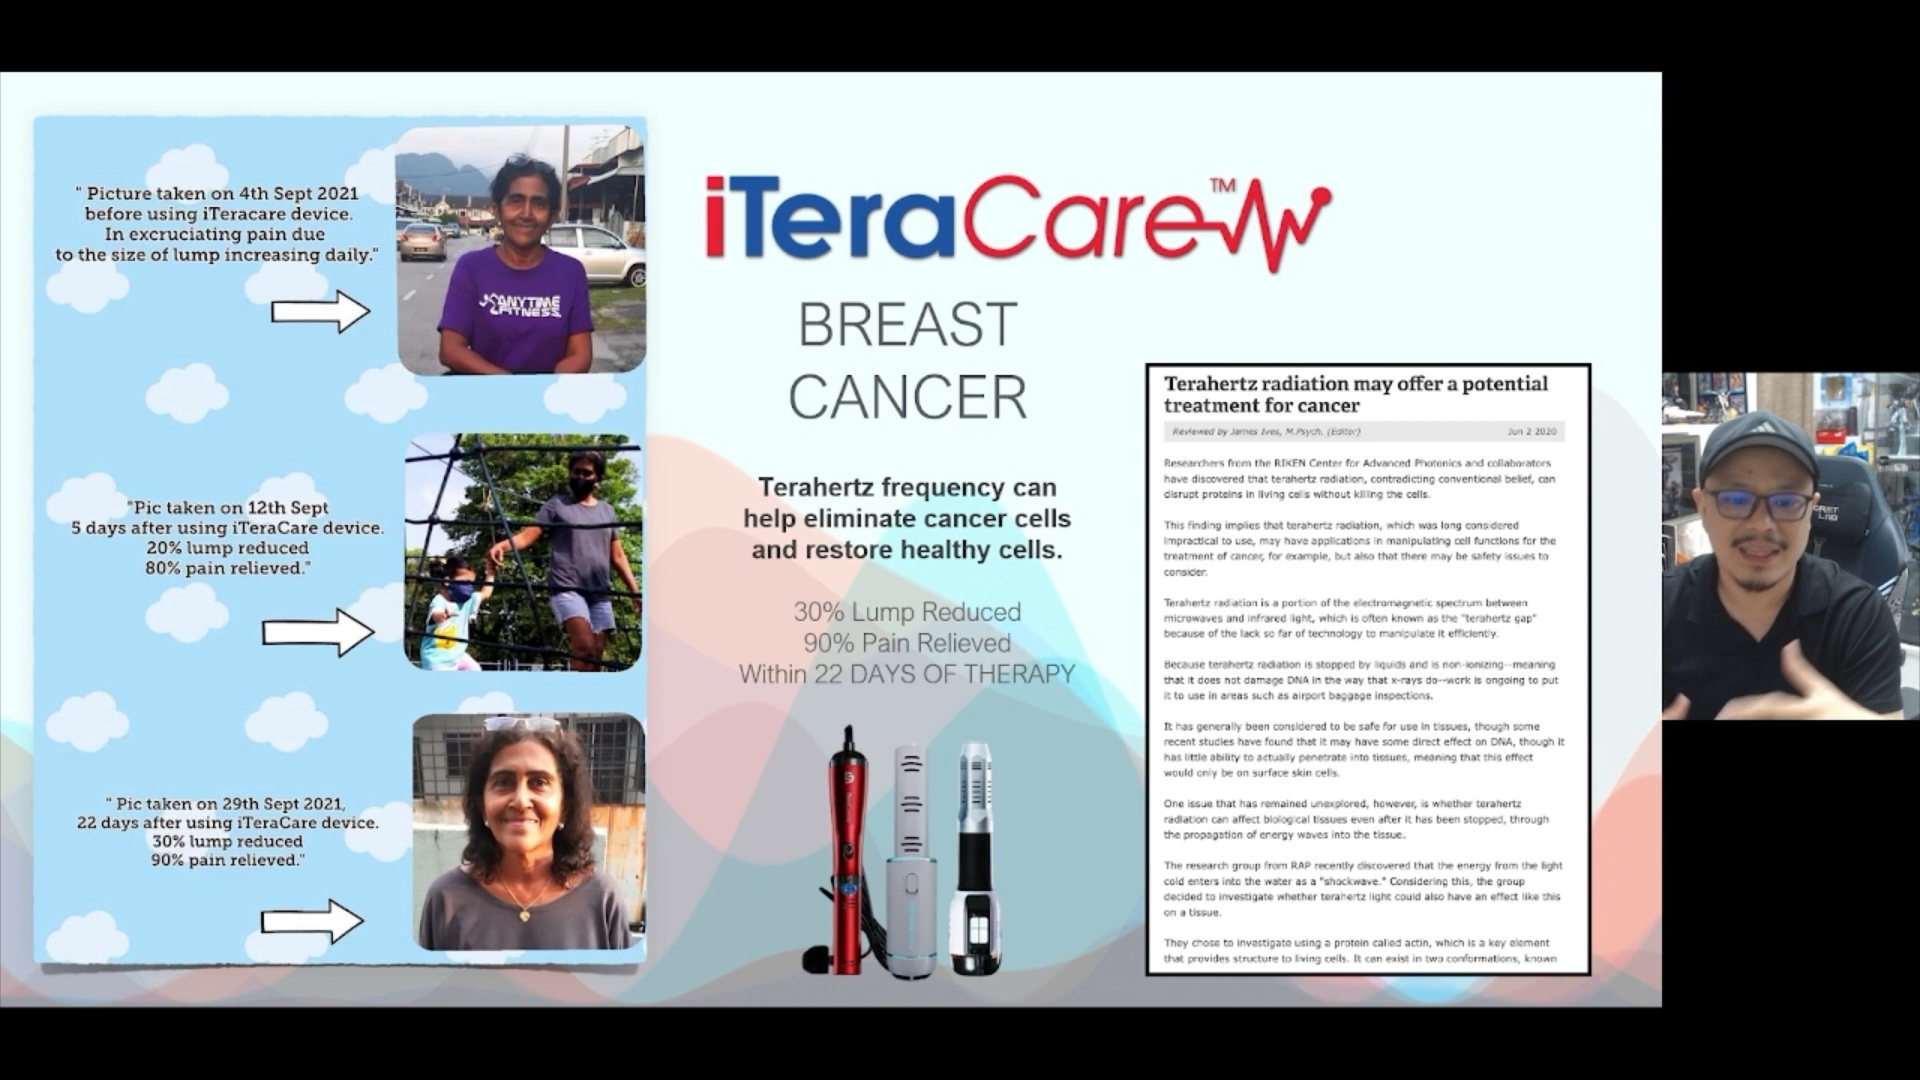 " Picture taken on 4th Sept 2021
before using iTeracare device.
In excruciating pain due
to the size of lump increasing daily."
ANYTIME
FITNESS
"Pic taken on 12th Sept
5 days after using iTeraCare device.
20% lump reduced
80% pain relieved."
" Pic taken on 29th Sept 2021,
22 days after using iTeraCare device.
30% lump reduced
90% pain relieved."
iTeraCare™
BREAST
CANCER
Terahertz frequency can
help eliminate cancer cells
and restore healthy cells.
30% Lump Reduced
90% Pain Relieved
Within 22 DAYS OF THERAPY
Terahertz radiation may offer a potential
treatment for cancer
Reviewed by James Ives, M.Psych. (Editor) Jun 2 2020
Researchers from the RIKEN Center for Advanced Photonics and collaborators
have discovered that terahertz radiation, contradicting conventional belief, can
disrupt proteins in living cells without killing the cells.
This finding implies that terahertz radiation, which was long considered
impractical to use, may have applications in manipulating cell functions for the
treatment of cancer, for example, but also that there may be safety issues to
consider.
Terahertz radiation is a portion of the electromagnetic spectrum between
microwaves and infrared light, which is often known as the "terahertz gap"
because of the lack so far of technology to manipulate it efficiently.
Because terahertz radiation is stopped by liquids and is non-ionizing--meaning
that it does not damage DNA in the way that x-rays do--work is ongoing to put
it to use in areas such as airport baggage inspections.
It has generally been considered to be safe for use in tissues, though some
recent studies have found that it may have some direct effect on DNA, though it
has little ability to actually penetrate into tissues, meaning that this effect
would only be on surface skin cells.
One issue that has remained unexplored, however, is whether terahertz
radiation can affect biological tissues even after it has been stopped, through
the propagation of energy waves into the tissue.
The research group from RAP recently discovered that the energy from the light
cold enters into the water as a "shockwave." Considering this, the group
decided to investigate whether terahertz light could also have an effect like this
on a tissue.
They chose to investigate using a protein called actin, which is a key element
that provides structure to living cells. It can exist in two conformations, known